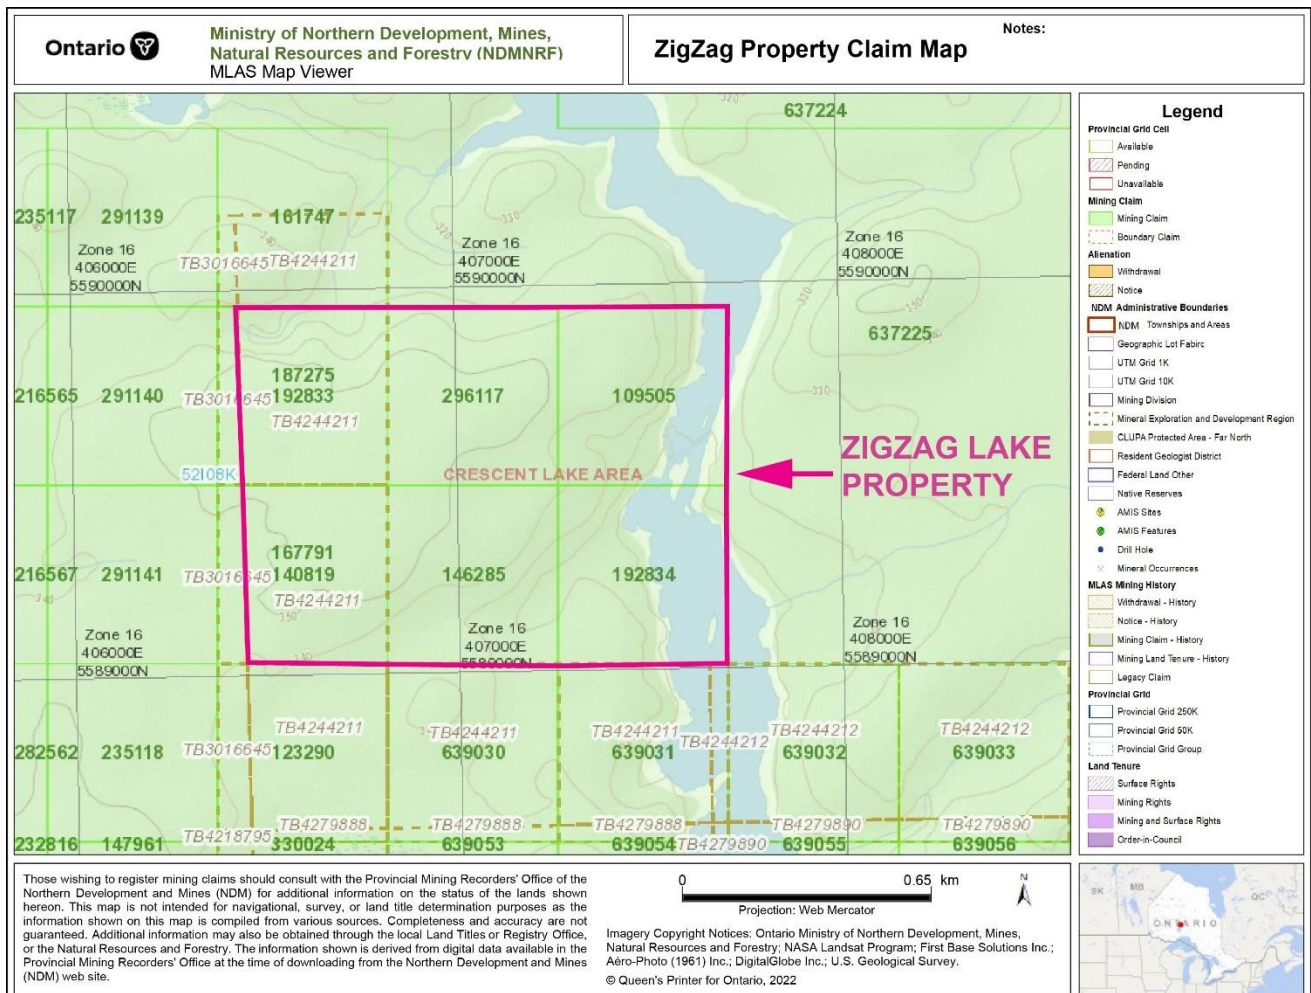 Ontario
Ministry of Northern Development, Mines,
Natural Resources and Forestry (NDMNRF)
MLAS Map Viewer
ZigZag Property Claim Map
Notes:
637224
320
235117 291139 161747
330
320
340
Zone 16
406000E
5590000N
TB3016645 TB4244211
Zone 16
407000E
5590000N
Zone 16
408000E
5590000N
350
637225
187275
216565 291140 TB3016645 192833 296117 109505
TB4244211
330
52I08K
CRESCENT LAKE AREA
ZIGZAG LAKE
PROPERTY
167791
216567 291141 TB3016645 140819 146285 192834
TB4244211
340
350
Zone 16
406000E
5589000N
340
Zone 16
407000E
5589000N
Zone 16
408000E
5589000N
TB4244211 TB4244211 TB4244211 TB4244212 TB4244212 TB4244212
282562 235118 TB3016645 123290 639030 639031 639032 639033
TB4218795 TB4279888 TB4279888 TB4279888 TB4279890 TB4279890 TB4279890
232816 147961 330024 639053 639054 639055 639056
Legend
Provincial Grid Cell
Available
Pending
Unavailable
Mining Claim
Mining Claim
Boundary Claim
Alienation
Withdrawal
Notice
NDM Administrative Boundaries
NDM Townships and Areas
Geographic Lot Fabirc
UTM Grid 1K
UTM Grid 10K
Mining Division
Mineral Exploration and Development Region
CLUPA Protected Area - Far North
Resident Geologist District
Federal Land Other
Native Reserves
AMIS Sites
AMIS Features
Drill Hole
Mineral Occurrences
MLAS Mining History
Withdrawal - History
Notice - History
Mining Claim - History
Mining Land Tenure - History
Legacy Claim
Provincial Grid
Provincial Grid 250K
Provincial Grid 50K
Provincial Grid Group
Land Tenure
Surface Rights
Mining Rights
Mining and Surface Rights
Order-in-Council
Those wishing to register mining claims should consult with the Provincial Mining Recorders' Office of the
Northern Development and Mines (NDM) for additional information on the status of the lands shown
hereon. This map is not intended for navigational, survey, or land title determination purposes as the
information shown on this map is compiled from various sources. Completeness and accuracy are not
guaranteed. Additional information may also be obtained through the local Land Titles or Registry Office,
or the Natural Resources and Forestry. The information shown is derived from digital data available in the
Provincial Mining Recorders' Office at the time of downloading from the Northern Development and Mines
(NDM) web site.
0 0.65 km
Projection: Web Mercator
N
Imagery Copyright Notices: Ontario Ministry of Northern Development, Mines,
Natural Resources and Forestry; NASA Landsat Program; First Base Solutions Inc.;
Aéro-Photo (1961) Inc.; DigitalGlobe Inc.; U.S. Geological Survey.
© Queen's Printer for Ontario, 2022
SK MB QC
ONTARIO